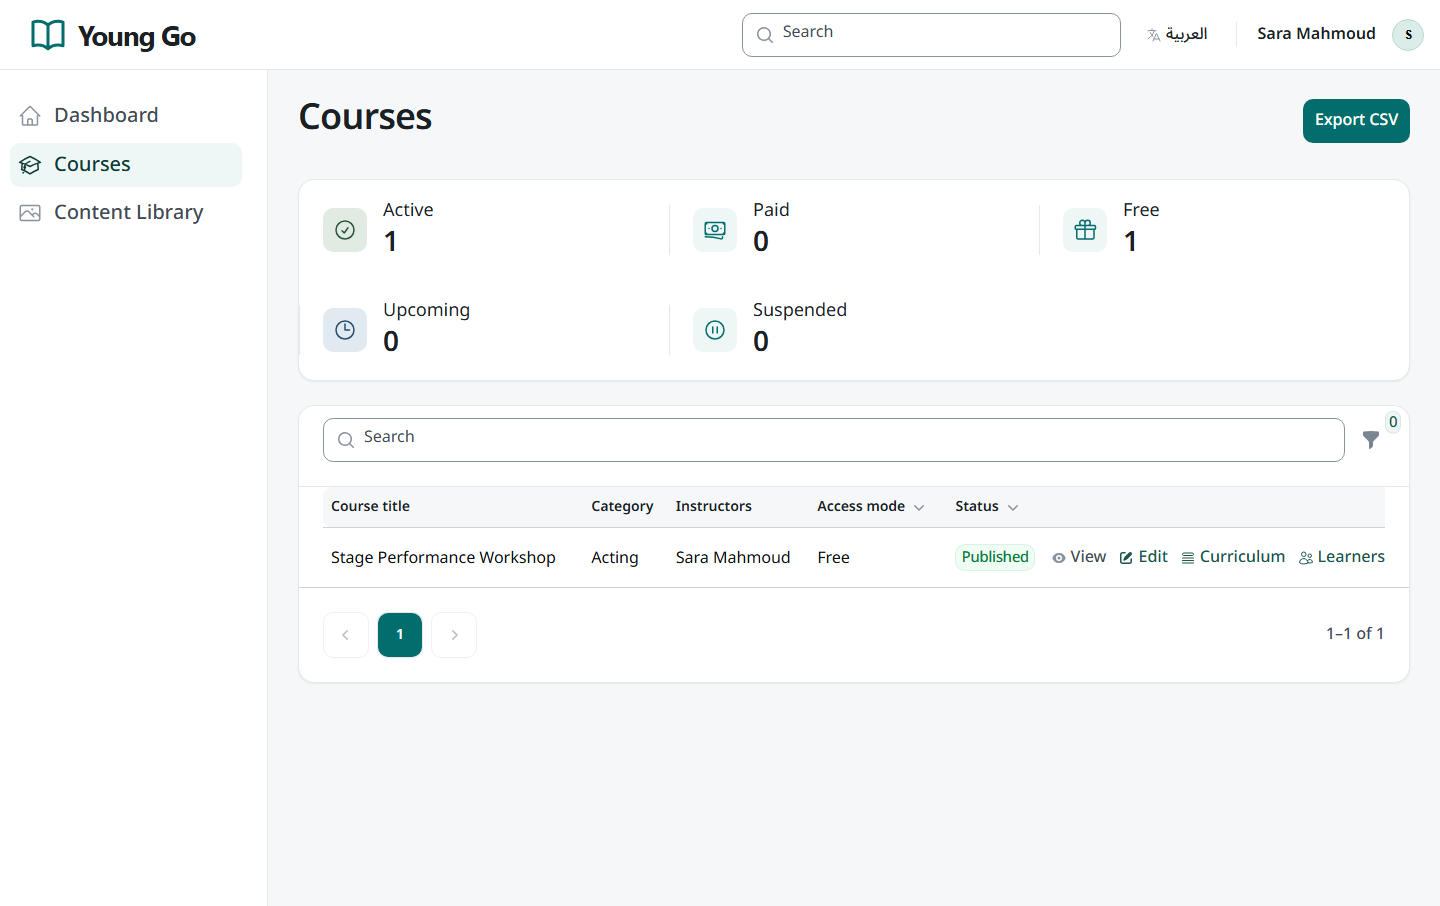 Young Go
Search
العربية
Sara Mahmoud
S
Dashboard
Courses
Content Library
Courses
Export CSV
Active
1
Paid
0
Free
1
Upcoming
0
Suspended
0
Search
0
Course title Category Instructors Access mode Status
Stage Performance Workshop Acting Sara Mahmoud Free Published View Edit Curriculum Learners
1
1–1 of 1